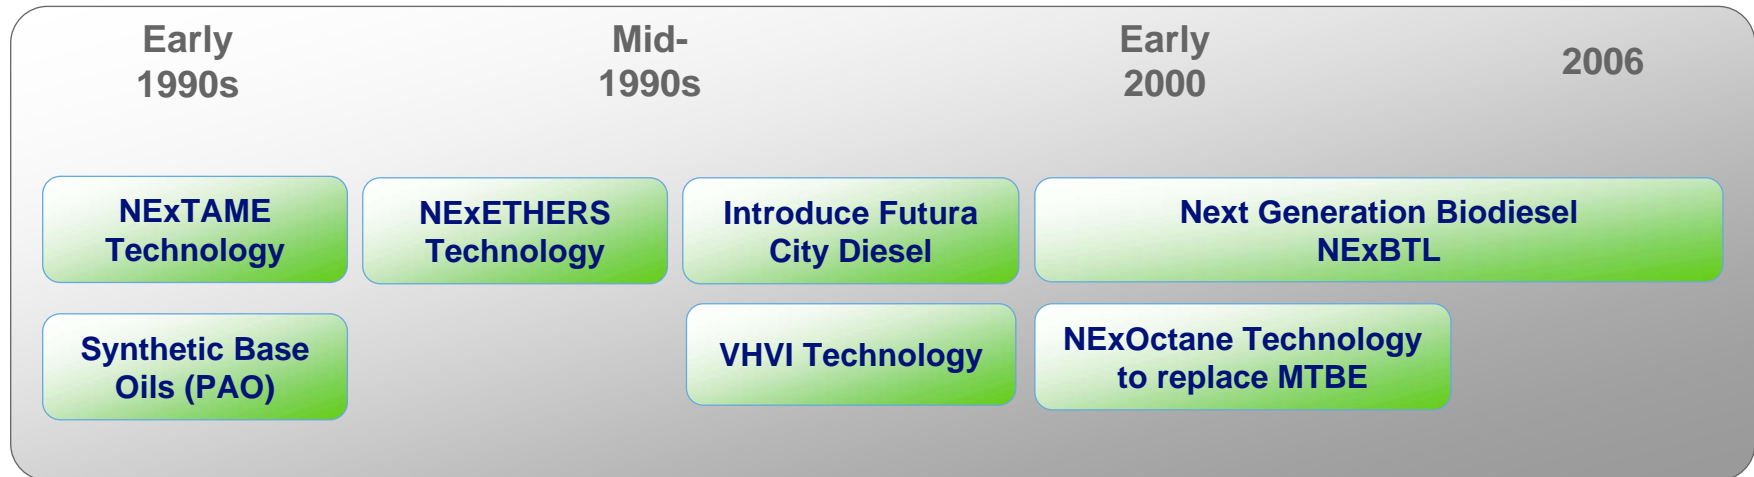 Early
1990s
Mid-
1990s
Early
2000
2006
NExTAME
Technology
NExETHERS
Technology
Introduce Futura
City Diesel
Next Generation Biodiesel
NExBTL
Synthetic Base
Oils (PAO)
VHVI Technology
NExOctane Technology
to replace MTBE